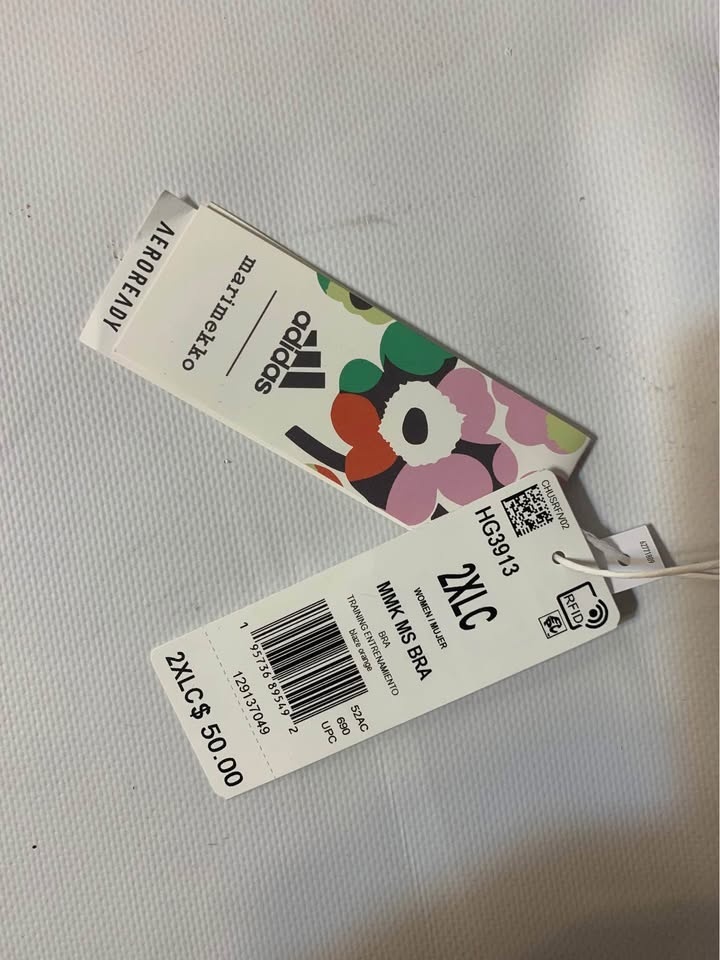 AEROREADY
marimekko
adidas
CHUSRFIV02
HG3913
RFID
2XLC
WOMEN / MUJER
MMK MS BRA
BRA
TRAINING ENTRENAMIENTO
blaze orange
1 95736 89549 2
52AC
690
UPC
129137049
2XLC $ 50.00